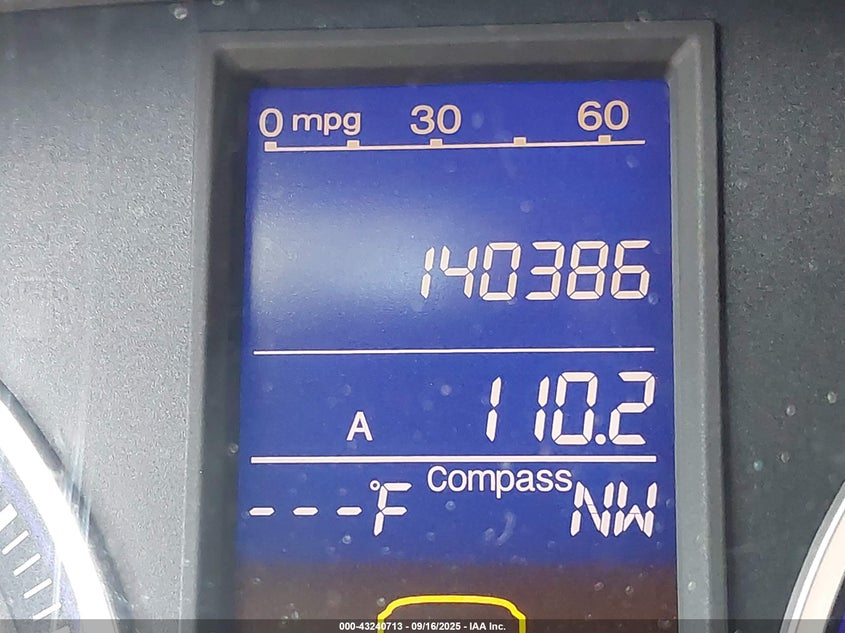 0 mpg 30 60
140386
A 110.2
---°F Compass NW
000-43240713 - 09/16/2025 - IAA Inc.